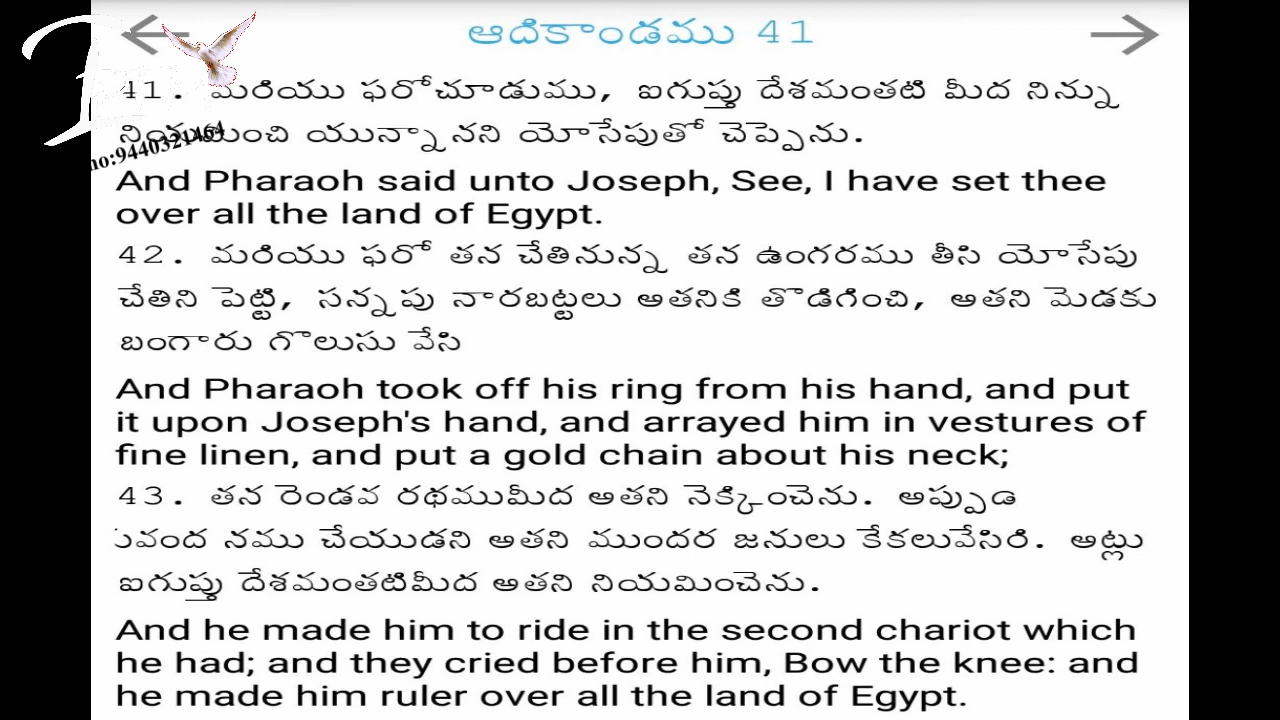 ఆదికాండము 41
41. మరియు ఫరోచూడుము, ఐగుప్తు దేశమంతటి మీద నిన్ను
యున్నానని యోసేపుతో చెప్పెను.
no:9440321464
And Pharaoh said unto Joseph, See, I have set thee
over all the land of Egypt.
42. మరియు ఫరో తన చేతినున్న తన ఉంగరము తీసి యోసేపు
చేతిని పెట్టి, సన్నపు నారబట్టలు అతనికి తొడిగించి, అతని మెడకు
బంగారు గొలుసు వేసి
And Pharaoh took off his ring from his hand, and put
it upon Joseph's hand, and arrayed him in vestures of
fine linen, and put a gold chain about his neck;
43. తన రెండవ రథముమీద అతని నెక్కించెను. అప్పుడ
నము చేయుడని అతని ముందర జనులు కేకలువేసిరి. అట్లు
ఐగుప్తు దేశమంతటిమీద అతని నియమించెను.
And he made him to ride in the second chariot which
he had; and they cried before him, Bow the knee: and
he made him ruler over all the land of Egypt.